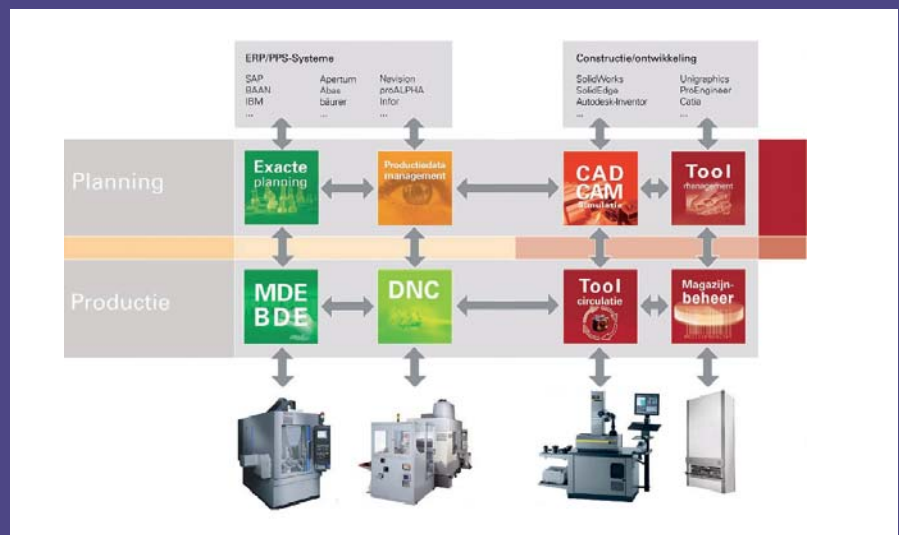 ERP/PPS-Systeme
SAP
BAAN
IBM
...
Apertum
Abas
bäurer
...
Nevision
proALPHA
Infor
...
Constructie/ontwikkeling
SolidWorks
SolidEdge
Autodesk-Inventor
...
Unigraphics
ProEngineer
Catia
...
Planning
Exacte
planning
Productiedata
management
CAD
CAM
Simulatie
Tool
management
Productie
MDE
BDE
DNC
Tool
circulatie
Magazijn-
beheer